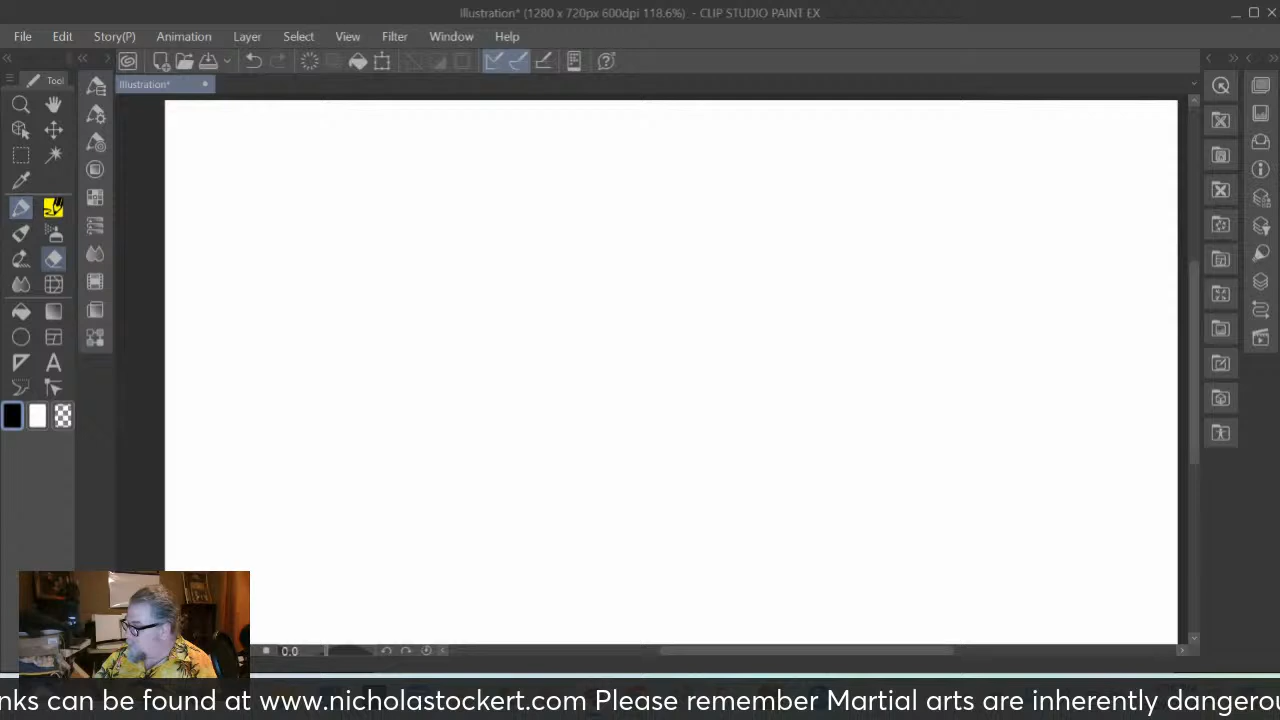 Illustration* (1280 x 720px 600dpi 118.6%) - CLIP STUDIO PAINT EX
File Edit Story(P) Animation Layer Select View Filter Window Help
Tool
Illustration*
A
0.0
nks can be found at www.nicholastockert.com Please remember Martial arts are inherently dangerou